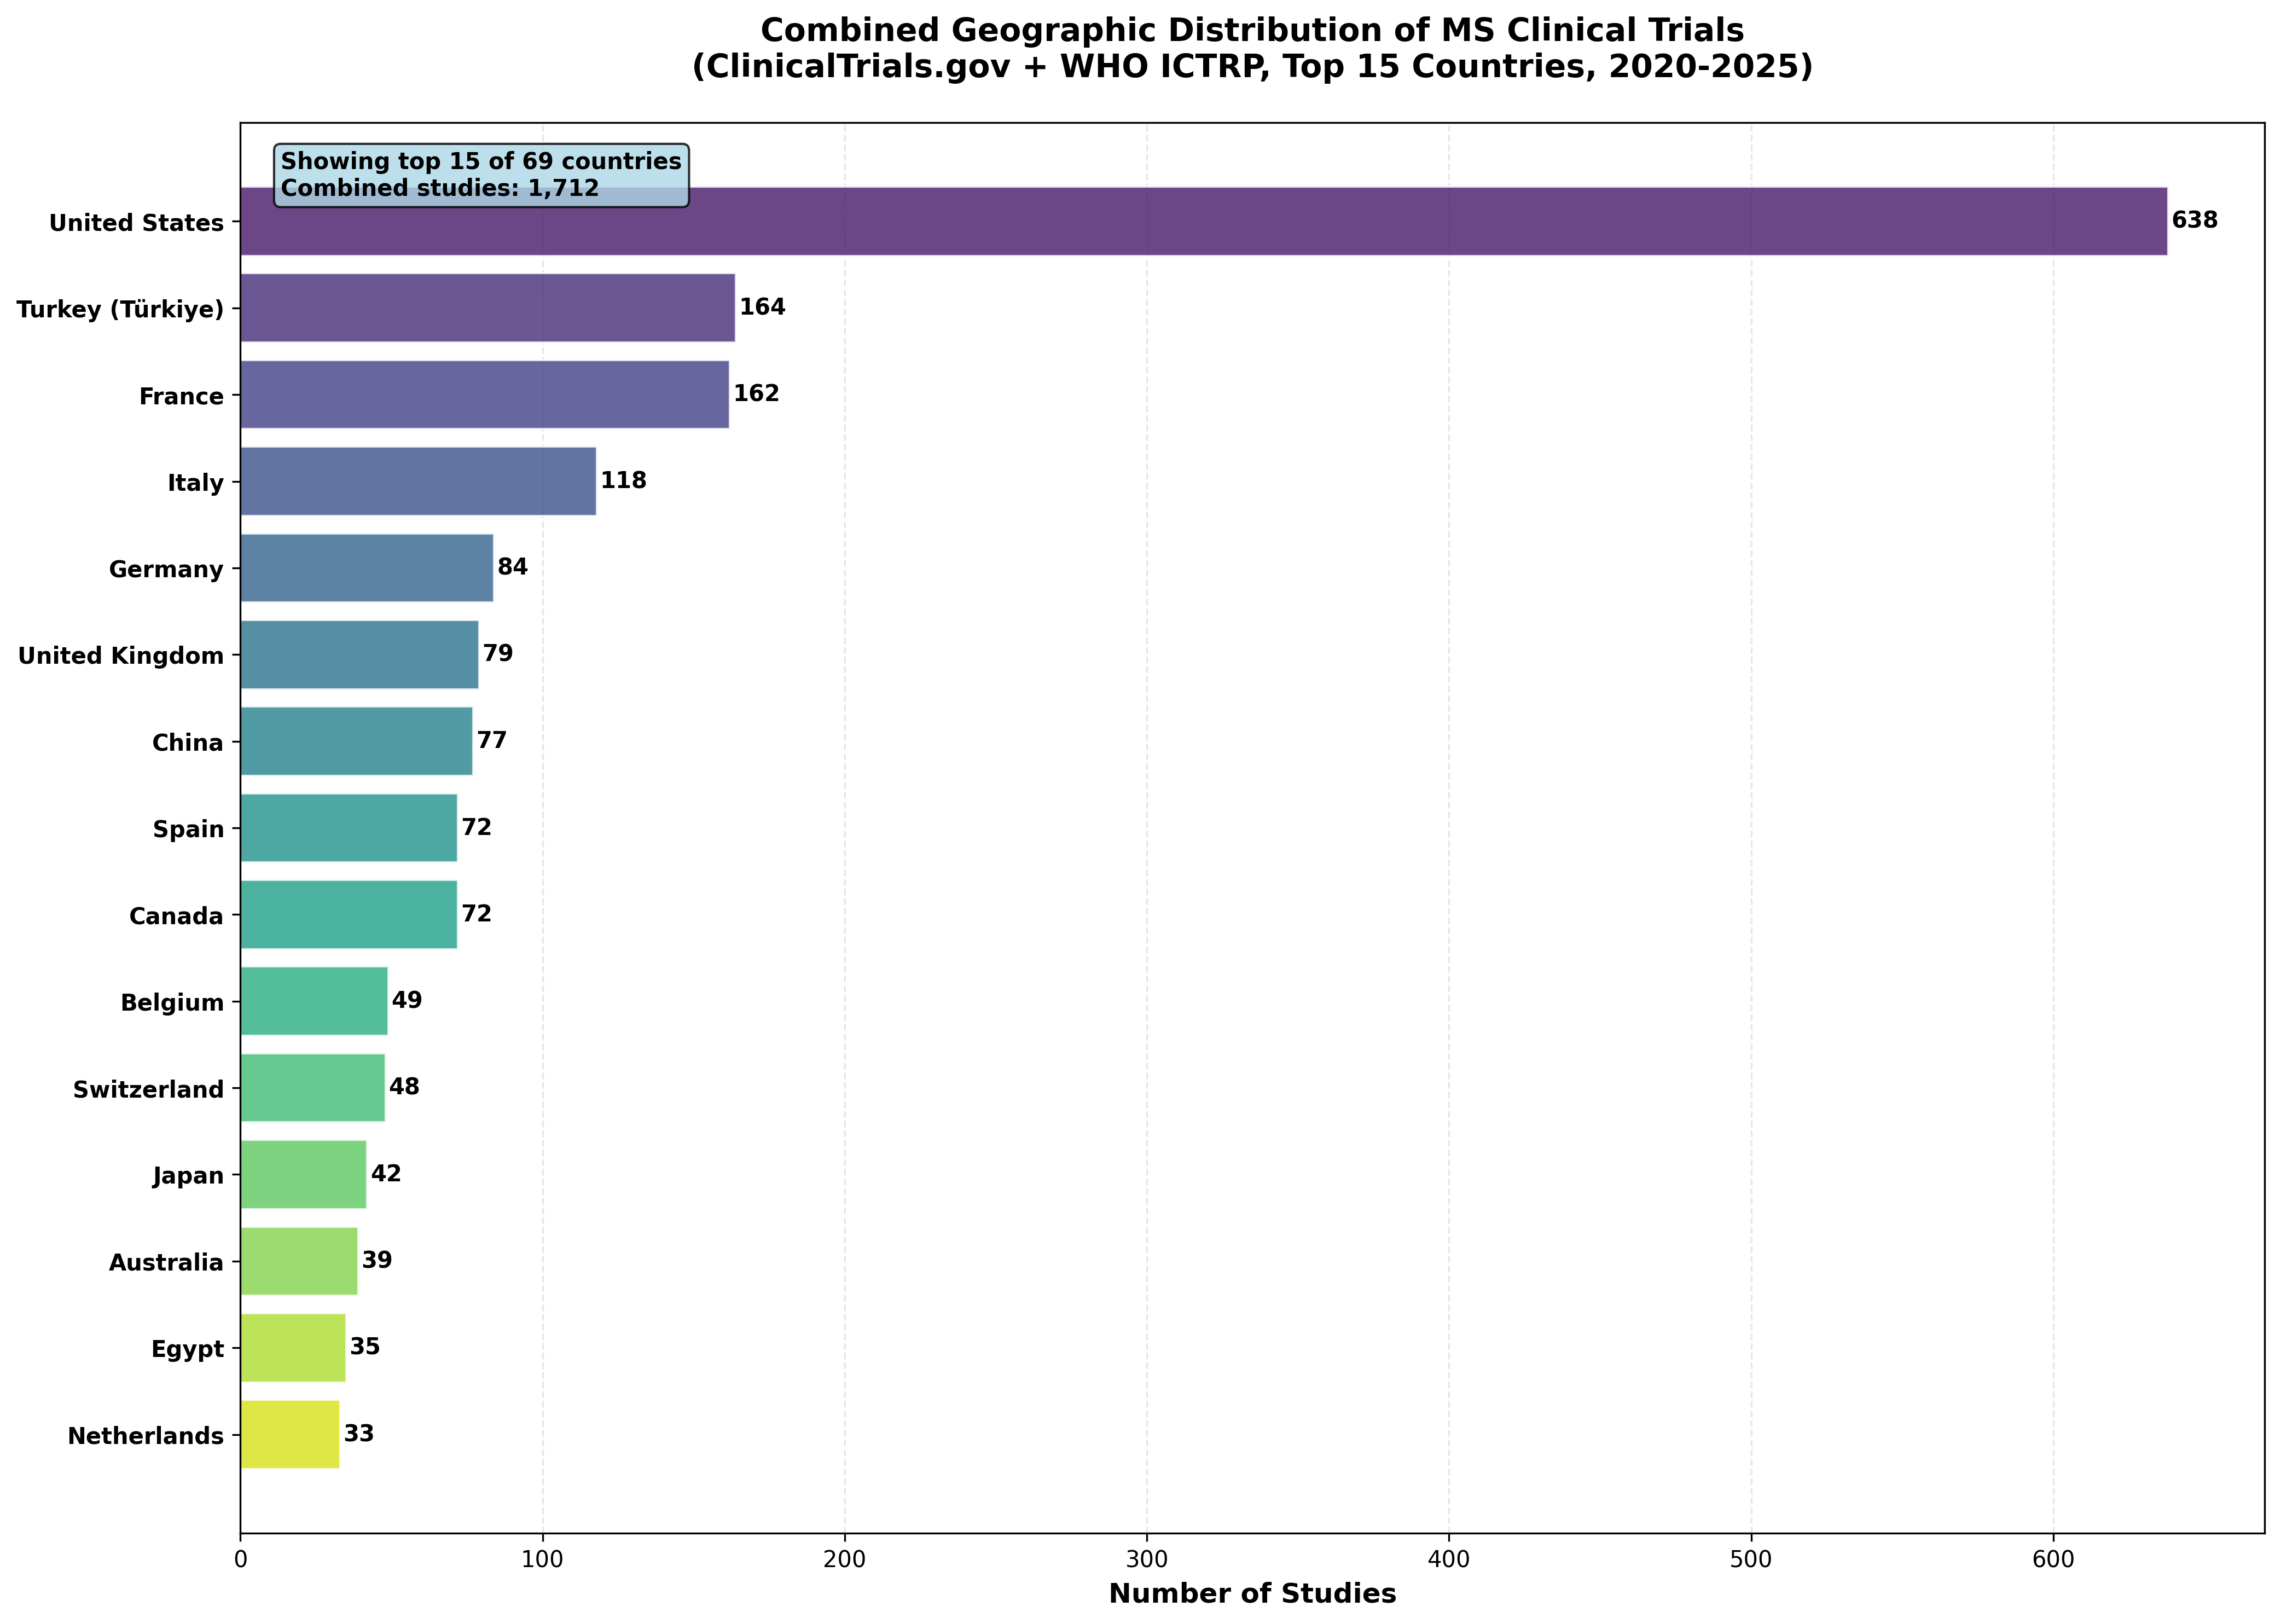 Combined Geographic Distribution of MS Clinical Trials
(ClinicalTrials.gov + WHO ICTRP, Top 15 Countries, 2020-2025)
Showing top 15 of 69 countries
Combined studies: 1,712
United States 638
Turkey (Türkiye) 164
France 162
Italy 118
Germany 84
United Kingdom 79
China 77
Spain 72
Canada 72
Belgium 49
Switzerland 48
Japan 42
Australia 39
Egypt 35
Netherlands 33
0 100 200 300 400 500 600
Number of Studies